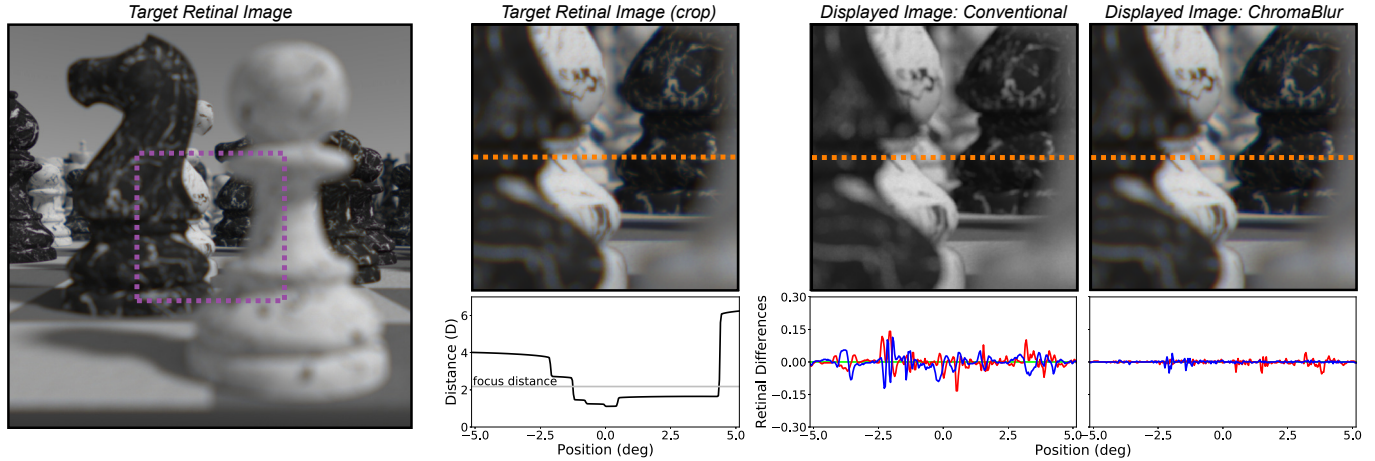 Target Retinal Image
Target Retinal Image (crop)
Displayed Image: Conventional
Displayed Image: ChromaBlur
Distance (D)
6
4
2
0
focus distance
−5.0
−2.5
0.0
2.5
5.0
Position (deg)
Retinal Differences
0.30
0.15
0.00
−0.15
−0.30
−5.0
−2.5
0.0
2.5
5.0
Position (deg)
−5.0
−2.5
0.0
2.5
5.0
Position (deg)